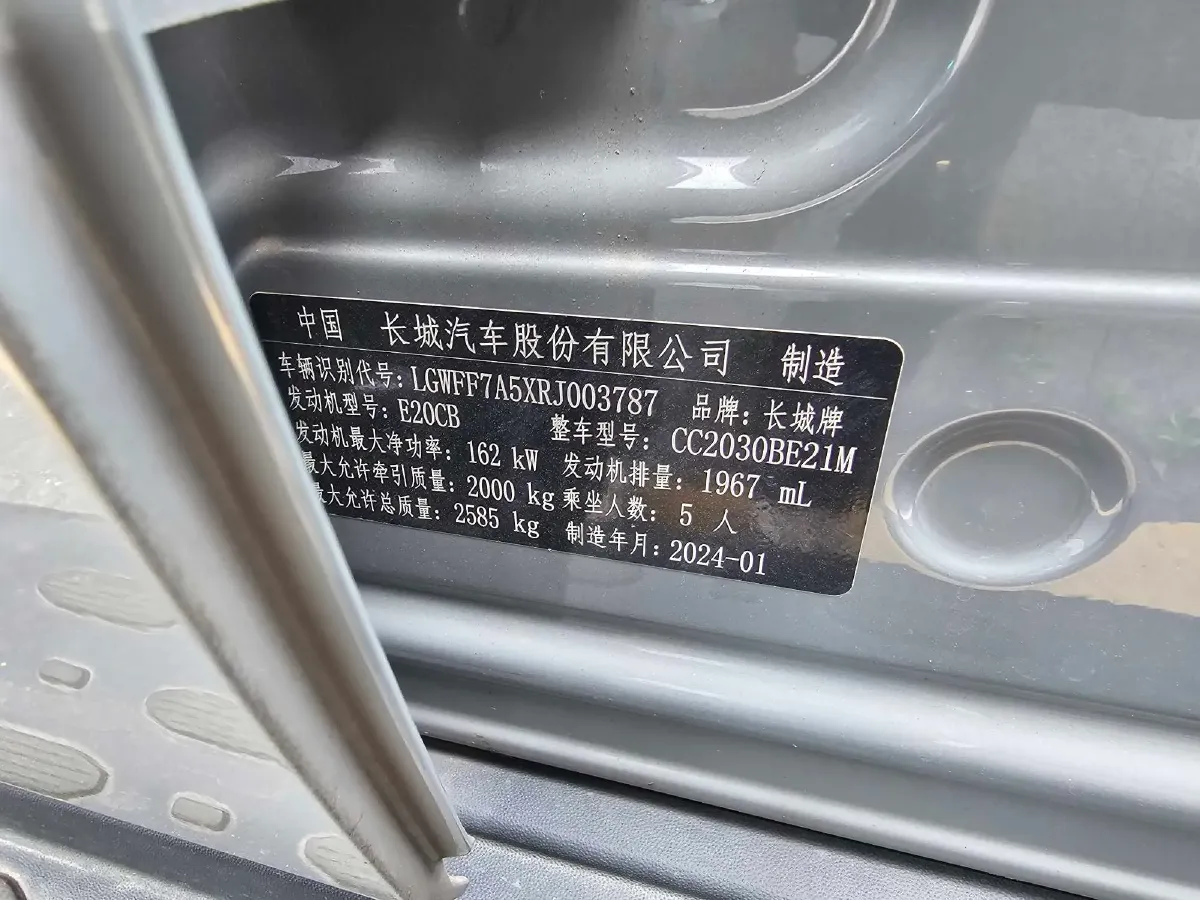 中国 长城汽车股份有限公司 制造
车辆识别代号: LGWFF7A5XRJ003787 品牌: 长城牌
发动机型号: E20CB 整车型号: CC2030BE21M
发动机最大净功率: 162 kW 发动机排量: 1967 mL
最大允许牵引质量: 2000 kg 乘坐人数: 5 人
最大允许总质量: 2585 kg 制造年月: 2024-01